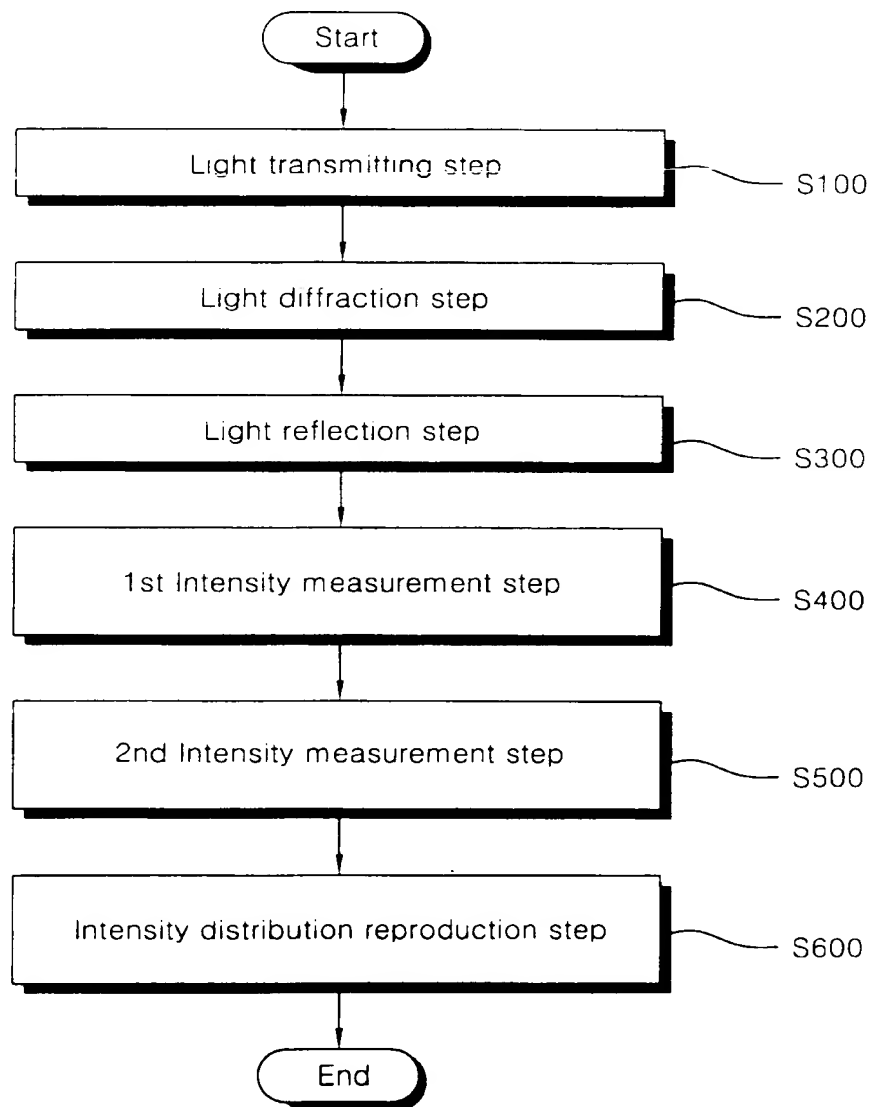 Start
Light transmitting step
S100
Light diffraction step
S200
Light reflection step
S300
1st Intensity measurement step
S400
2nd Intensity measurement step
S500
Intensity distribution reproduction step
S600
End